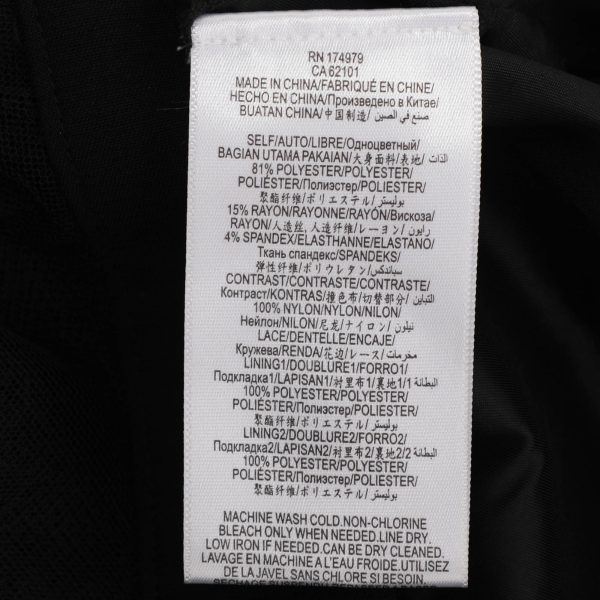 RN 174979
CA 62101
MADE IN CHINA/FABRIQUÉ EN CHINE/
HECHO EN CHINA/Произведено в Китае/
BUATAN CHINA/中国制造/صنع في الصين
SELF/AUTO/LIBRE/Одноцветный/
BAGIAN UTAMA PAKAIAN/大身面料/表地/الذات
81% POLYESTER/POLYESTER/
POLIÉSTER/Полиэстер/POLIESTER/
聚酯纤维/ポリエステル/بوليستر
15% RAYON/RAYONNE/RAYÓN/Вискоза/
RAYON/人造丝, 人造纤维/レーヨン/رايون
4% SPANDEX/ELASTHANNE/ELASTANO/
Ткань спандекс/SPANDEKS/
弹性纤维/ポリウレタン/سباندكس
CONTRAST/CONTRASTE/CONTRASTE/
Контраст/KONTRAS/撞色布/切替部分/التباين
100% NYLON/NYLON/NILON/
Нейлон/NILON/尼龙/ナイロン/نيلون
LACE/DENTELLE/ENCAJE/
Кружева/RENDA/花边/レース/مخرمات
LINING1/DOUBLURE1/FORRO1/
Подкладка1/LAPISAN1/衬里布1/裏地1/البطانة 1
100% POLYESTER/POLYESTER/
POLIÉSTER/Полиэстер/POLIESTER/
聚酯纤维/ポリエステル/بوليستر
LINING2/DOUBLURE2/FORRO2/
Подкладка2/LAPISAN2/衬里布2/裏地2/البطانة 2
100% POLYESTER/POLYESTER/
POLIÉSTER/Полиэстер/POLIESTER/
聚酯纤维/ポリエステル/بوليستر
MACHINE WASH COLD.NON-CHLORINE
BLEACH ONLY WHEN NEEDED.LINE DRY.
LOW IRON IF NEEDED.CAN BE DRY CLEANED.
LAVAGE EN MACHINE A L'EAU FROIDE.UTILISEZ
DE LA JAVEL SANS CHLORE SI BESOIN.